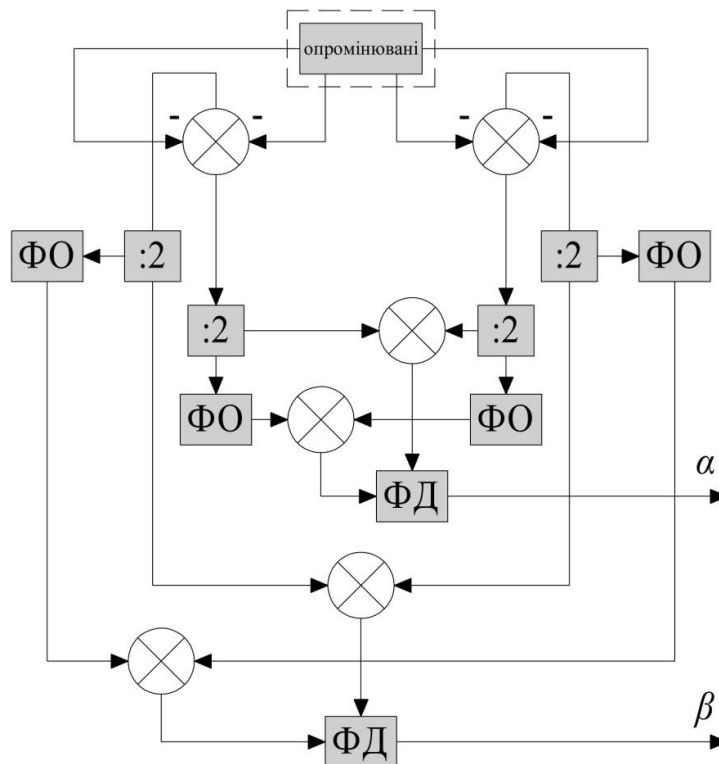 опромінювані
- - - -
ФО :2 :2 ФО
:2 :2
ФО ФО
α
ФД
β
ФД